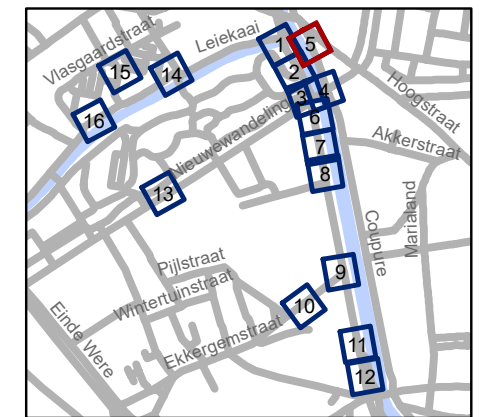 Vlasgaardstraat
Leiekaai
1
5
15
14
2
3
4
16
6
Hoogstraat
Nieuwewandeling
7
Akkerstraat
8
13
Marialand
Coupure
Pijlstraat
9
Wintertuinstraat
10
Einde Were
Ekkergemstraat
11
12